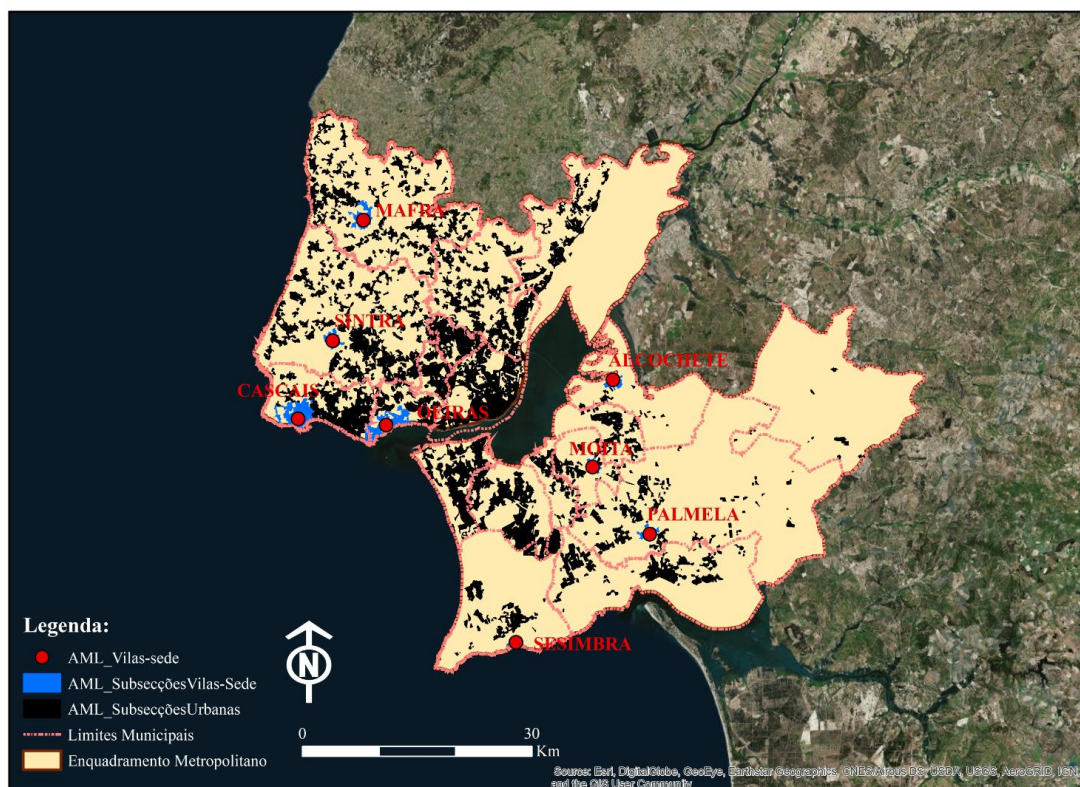 MAFRA
SINTRA
ALCOCHETE
CASCAIS
OEIRAS
MOITA
PALMELA
SESIMBRA
Legenda:
AML_Vilas-sede
AML_SubsecçõesVilas-Sede
AML_SubsecçõesUrbanas
Limites Municipais
Enquadramento Metropolitano
N
0 30
Km
Source: Esri, DigitalGlobe, GeoEye, Earthstar Geographics, CNES/Airbus DS, USDA, USGS, AeroGRID, IGN,
and the GIS User Community